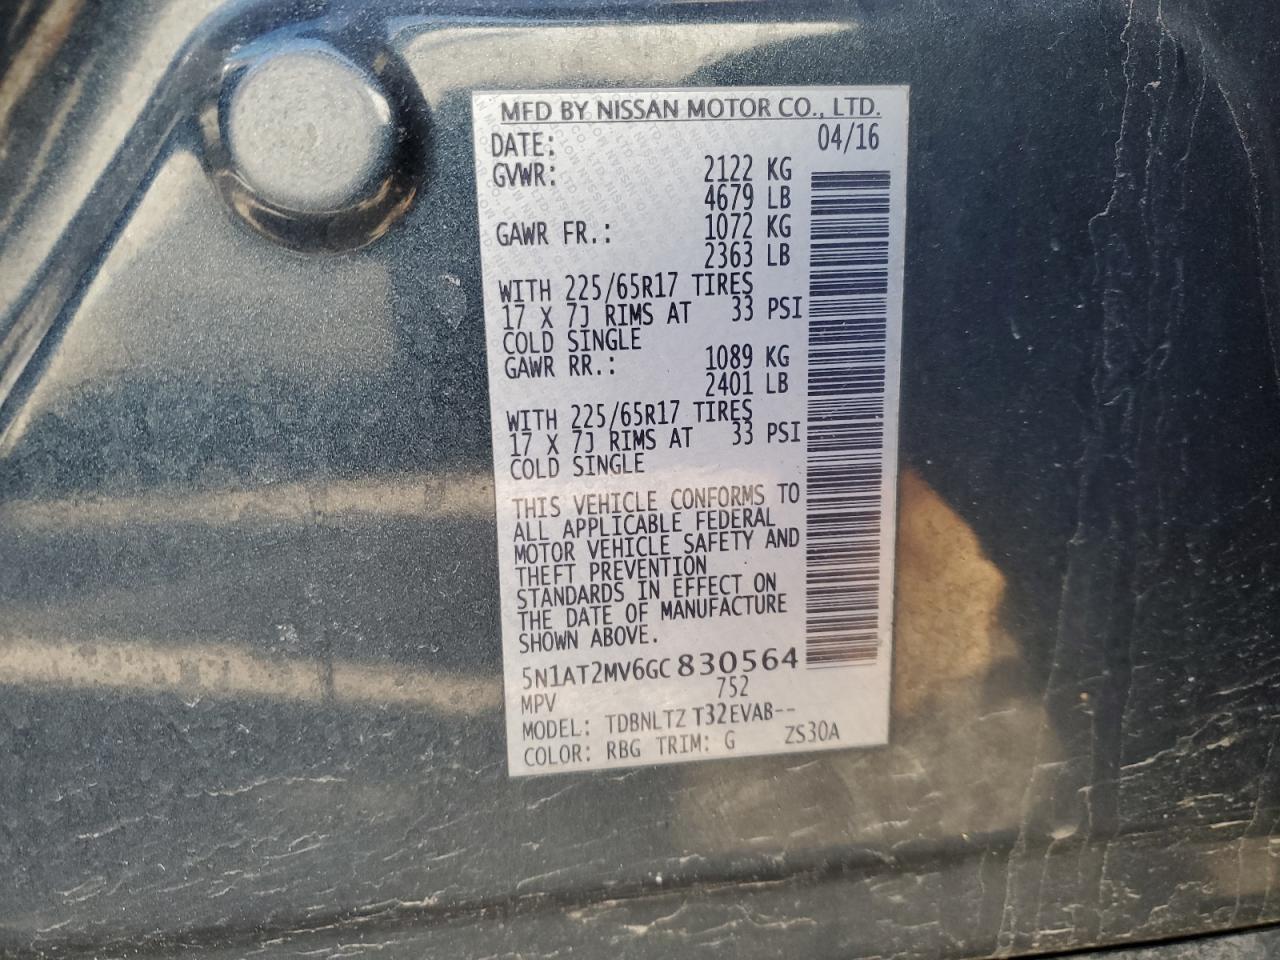 MFD BY NISSAN MOTOR CO., LTD.
DATE: 04/16
GVWR: 2122 KG
4679 LB
GAWR FR.: 1072 KG
2363 LB
WITH 225/65R17 TIRES
17 X 7J RIMS AT 33 PSI
COLD SINGLE
GAWR RR.: 1089 KG
2401 LB
WITH 225/65R17 TIRES
17 X 7J RIMS AT 33 PSI
COLD SINGLE
THIS VEHICLE CONFORMS TO
ALL APPLICABLE FEDERAL
MOTOR VEHICLE SAFETY AND
THEFT PREVENTION
STANDARDS IN EFFECT ON
THE DATE OF MANUFACTURE
SHOWN ABOVE.
5N1AT2MV6GC830564
MPV 752
MODEL: TDBNLTZ T32EVAB--
COLOR: RBG TRIM: G ZS30A